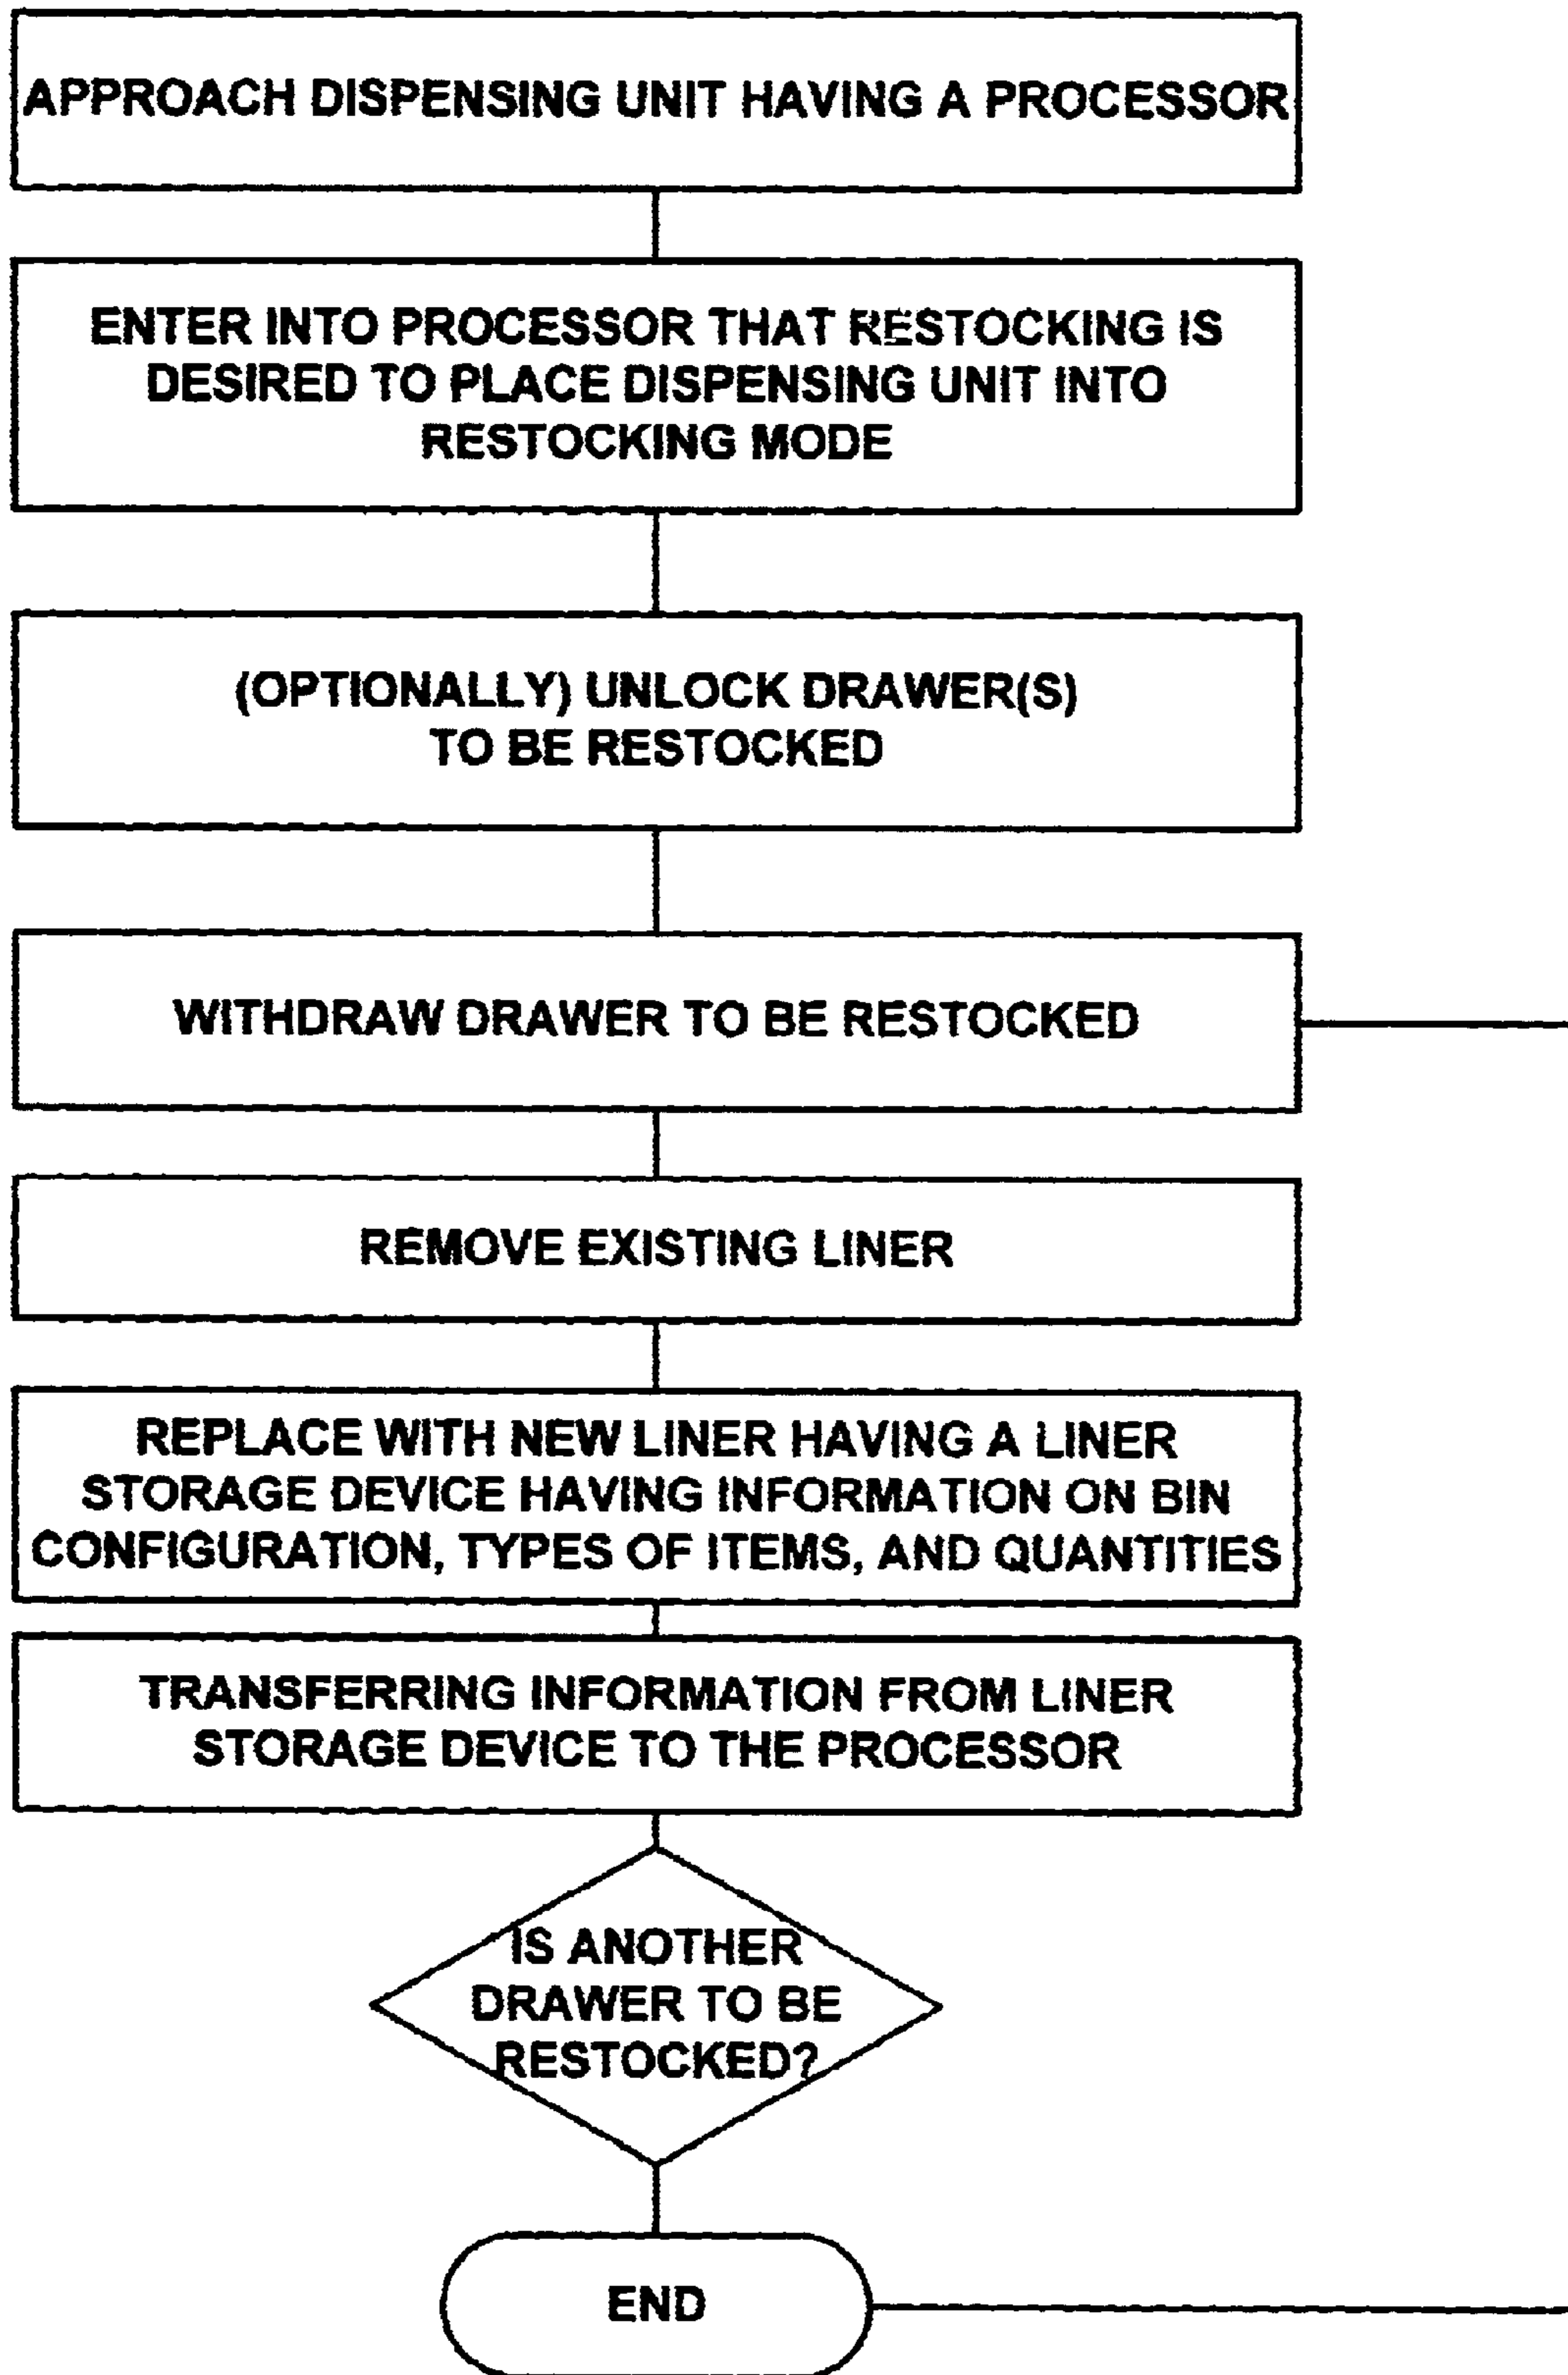 APPROACH DISPENSING UNIT HAVING A PROCESSOR
ENTER INTO PROCESSOR THAT RESTOCKING IS
DESIRED TO PLACE DISPENSING UNIT INTO
RESTOCKING MODE
(OPTIONALLY) UNLOCK DRAWER(S)
TO BE RESTOCKED
WITHDRAW DRAWER TO BE RESTOCKED
REMOVE EXISTING LINER
REPLACE WITH NEW LINER HAVING A LINER
STORAGE DEVICE HAVING INFORMATION ON BIN
CONFIGURATION, TYPES OF ITEMS, AND QUANTITIES
TRANSFERRING INFORMATION FROM LINER
STORAGE DEVICE TO THE PROCESSOR
IS ANOTHER
DRAWER TO BE
RESTOCKED?
END